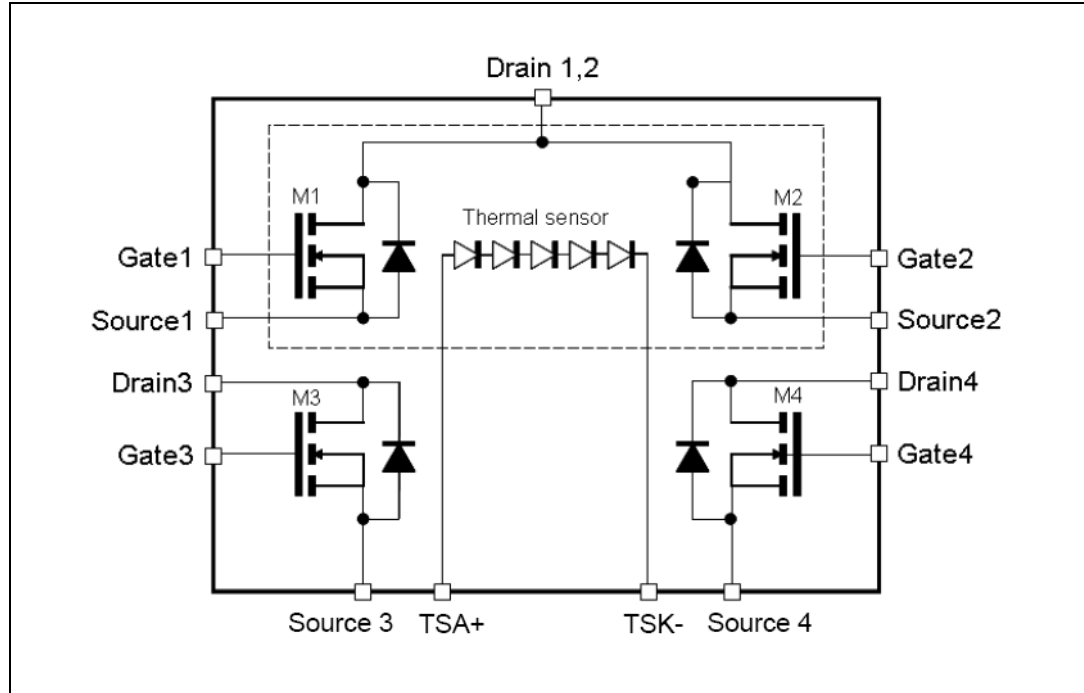 Drain 1,2
M1
M2
Thermal sensor
Gate1
Gate2
Source1
Source2
Drain3
Drain4
M3
M4
Gate3
Gate4
Source 3
TSA+
TSK-
Source 4